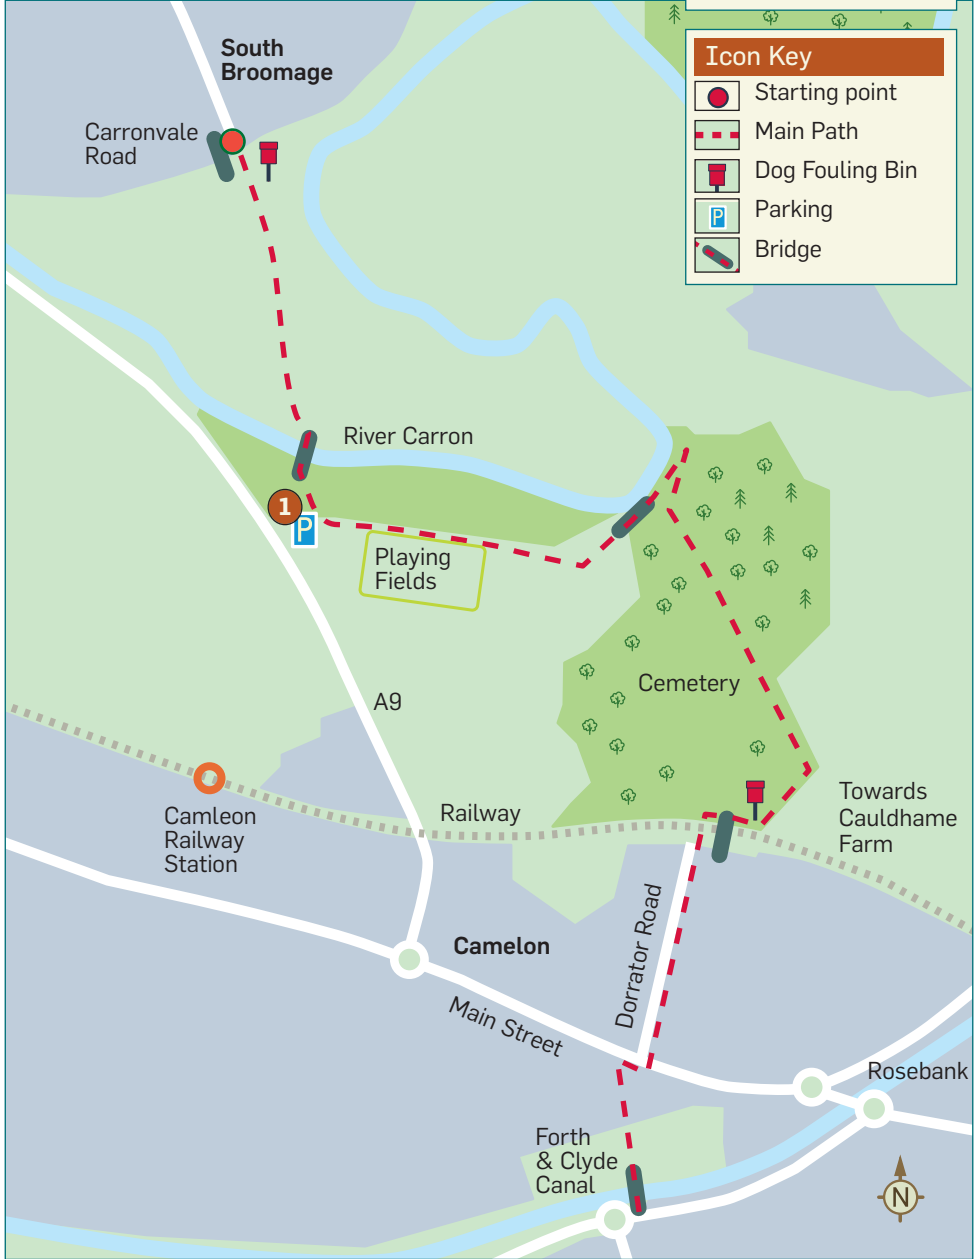 South
Broomage
Carronvale
Road
Icon Key
Starting point
Main Path
Dog Fouling Bin
P
Parking
Bridge
River Carron
1
P
Playing
Fields
Cemetery
A9
Camleon
Railway
Station
Railway
Towards
Cauldhame
Farm
Camelon
Dorrator Road
Main Street
Rosebank
Forth
& Clyde
Canal
N